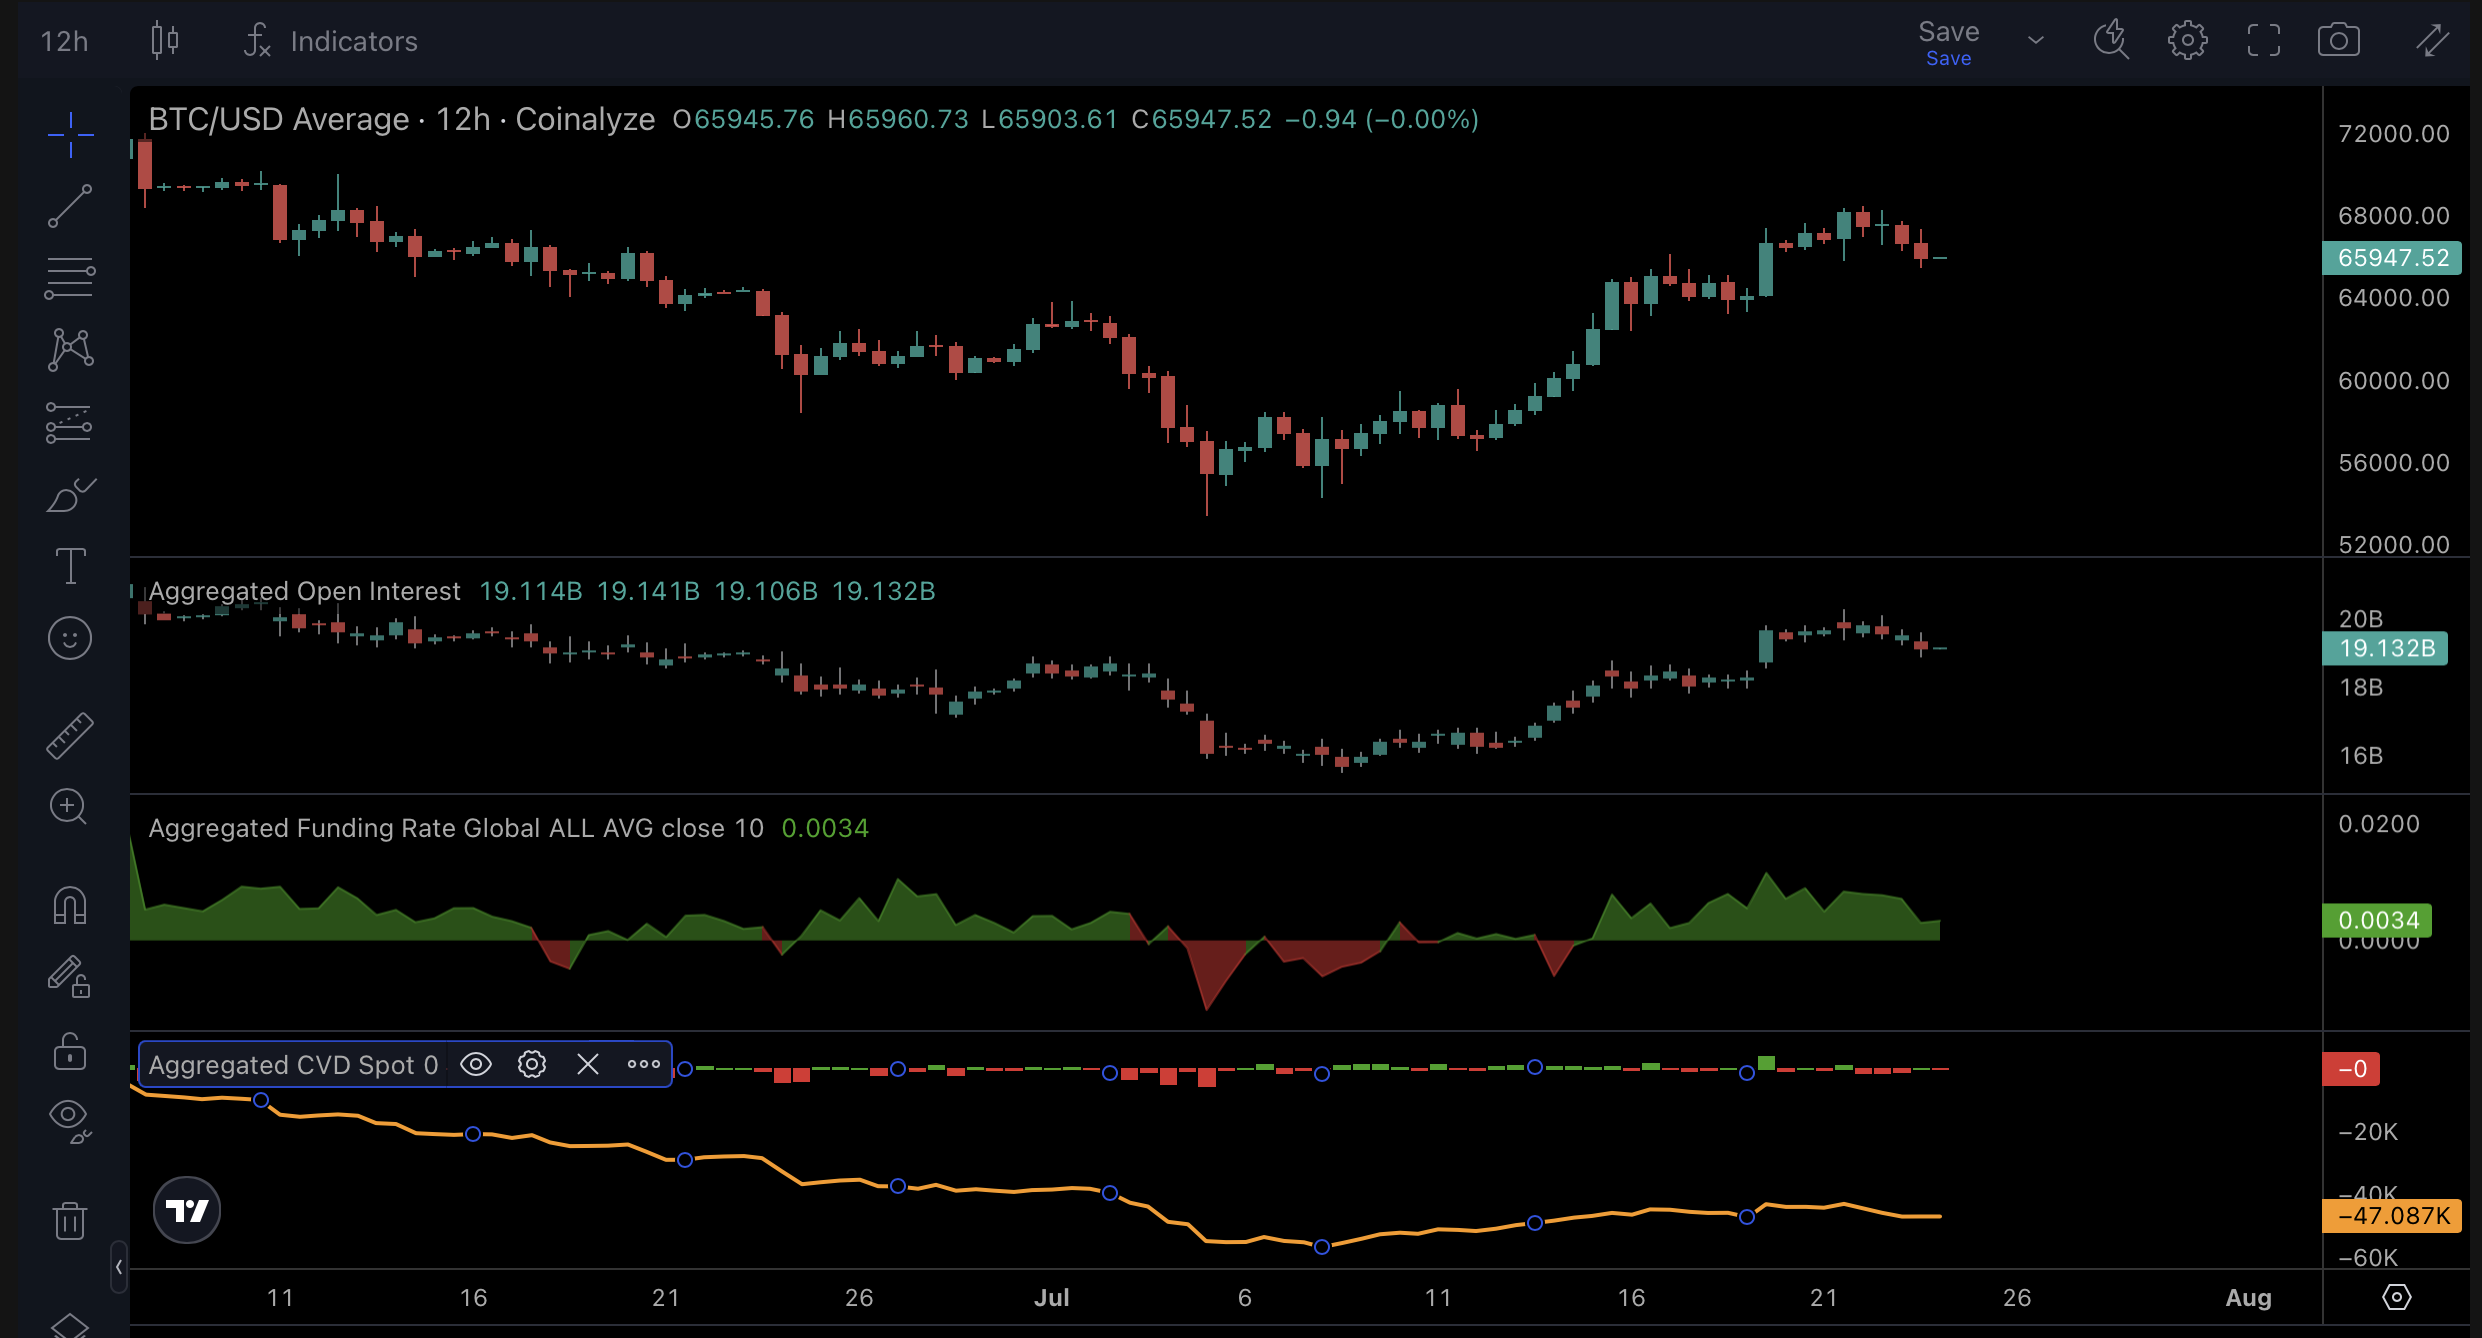 12h Indicators Save
Save
BTC/USD Average · 12h · Coinalyze O65945.76 H65960.73 L65903.61 C65947.52 −0.94 (−0.00%)
72000.00
68000.00
65947.52
64000.00
60000.00
56000.00
52000.00
Aggregated Open Interest 19.114B 19.141B 19.106B 19.132B
20B
19.132B
18B
16B
Aggregated Funding Rate Global ALL AVG close 10 0.0034
0.0200
0.0034
0.0000
Aggregated CVD Spot 0
−0
−20K
−40K
−47.087K
−60K
11 16 21 26 Jul 6 11 16 21 26 Aug